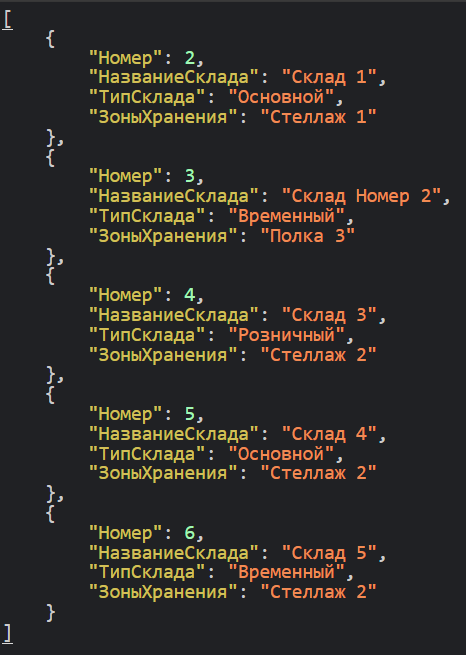 [
    {
        "Номер": 2,
        "НазваниеСклада": "Склад 1",
        "ТипСклада": "Основной",
        "ЗоныХранения": "Стеллаж 1"
    },
    {
        "Номер": 3,
        "НазваниеСклада": "Склад Номер 2",
        "ТипСклада": "Временный",
        "ЗоныХранения": "Полка 3"
    },
    {
        "Номер": 4,
        "НазваниеСклада": "Склад 3",
        "ТипСклада": "Розничный",
        "ЗоныХранения": "Стеллаж 2"
    },
    {
        "Номер": 5,
        "НазваниеСклада": "Склад 4",
        "ТипСклада": "Основной",
        "ЗоныХранения": "Стеллаж 2"
    },
    {
        "Номер": 6,
        "НазваниеСклада": "Склад 5",
        "ТипСклада": "Временный",
        "ЗоныХранения": "Стеллаж 2"
    }
]